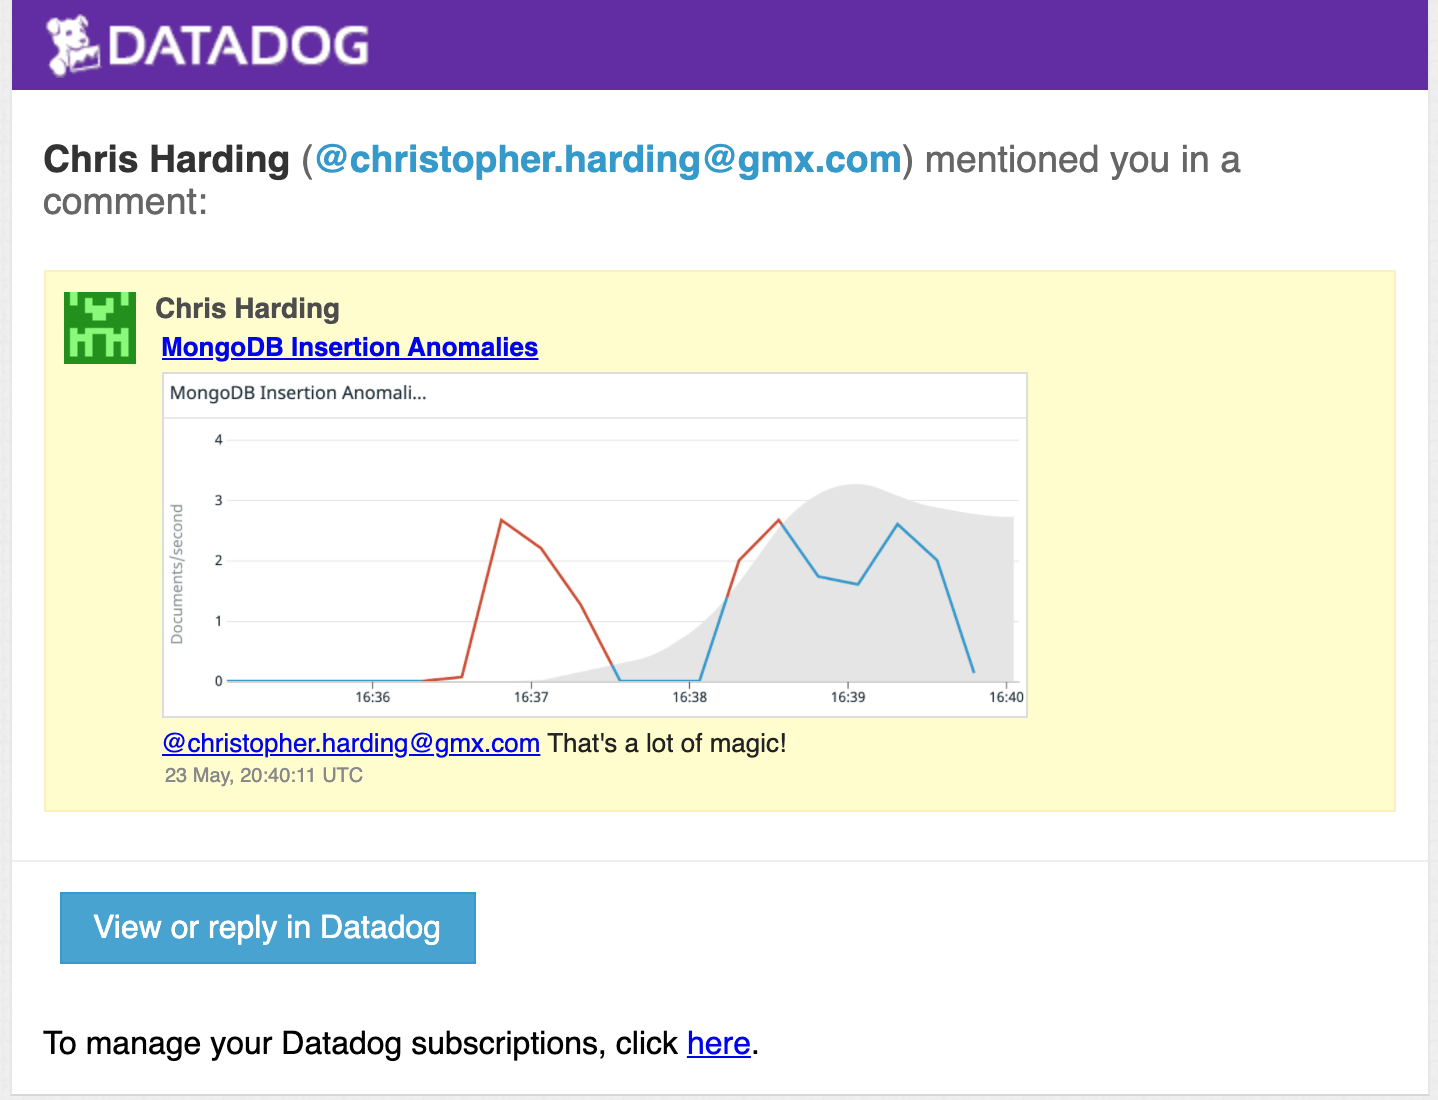 DATADOG
Chris Harding (@christopher.harding@gmx.com) mentioned you in a
comment:
Chris Harding
MongoDB Insertion Anomalies
MongoDB Insertion Anomali...
Documents/second
4
3
2
1
0
16:36 16:37 16:38 16:39 16:40
@christopher.harding@gmx.com That's a lot of magic!
23 May, 20:40:11 UTC
View or reply in Datadog
To manage your Datadog subscriptions, click here.